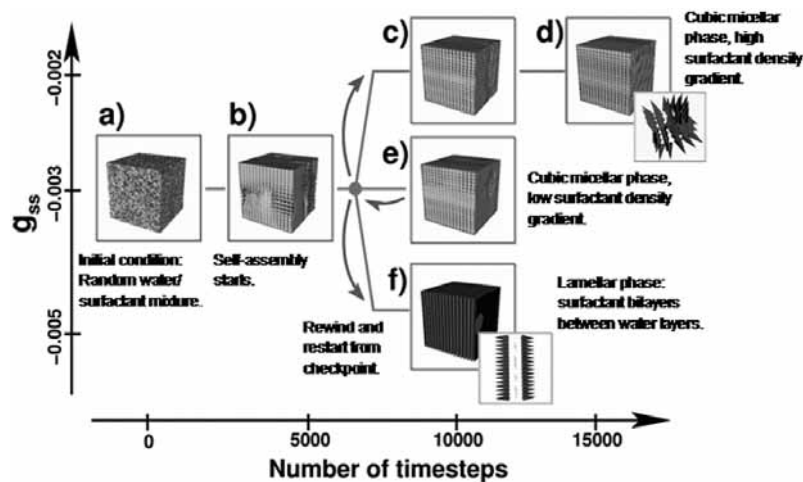 c)
d)
Cubic micellar
phase, high
surfactant density
gradient.
-0.002
a)
b)
e)
Cubic micellar phase,
low surfactant density
gradient.
-0.003
g_ss
Initial condition:
Random water/
surfactant mixture.
Self-assembly
starts.
f)
Lamellar phase:
surfactant bilayers
between water layers.
-0.005
Rewind and
restart from
checkpoint.
0
5000
10000
15000
Number of timesteps